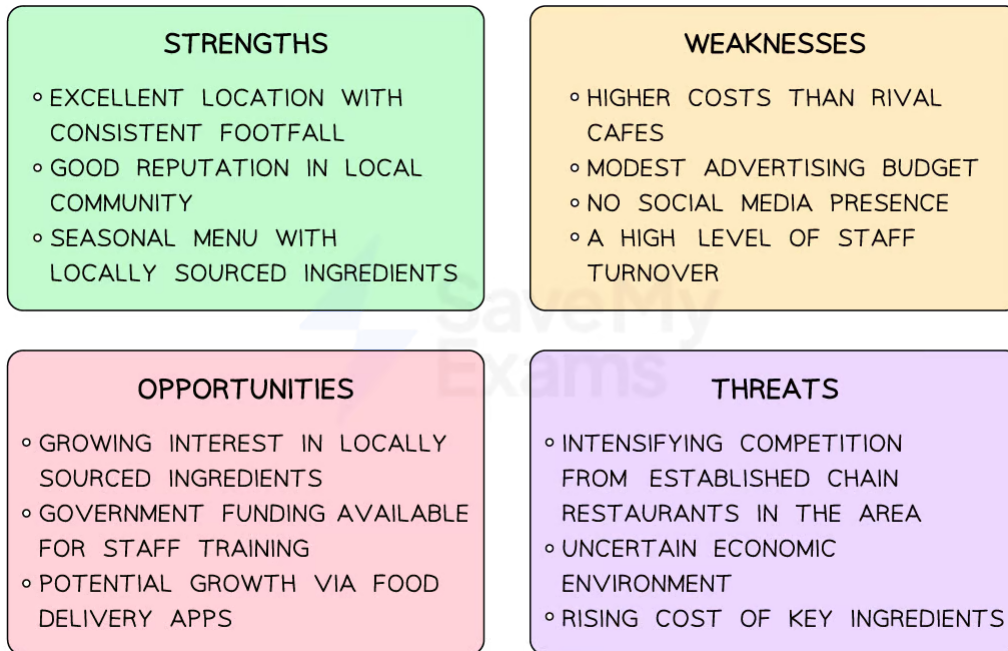 STRENGTHS
◦ EXCELLENT LOCATION WITH
CONSISTENT FOOTFALL
◦ GOOD REPUTATION IN LOCAL
COMMUNITY
◦ SEASONAL MENU WITH
LOCALLY SOURCED INGREDIENTS
WEAKNESSES
◦ HIGHER COSTS THAN RIVAL
CAFES
◦ MODEST ADVERTISING BUDGET
◦ NO SOCIAL MEDIA PRESENCE
◦ A HIGH LEVEL OF STAFF
TURNOVER
SaveMy
Exams
OPPORTUNITIES
◦ GROWING INTEREST IN LOCALLY
SOURCED INGREDIENTS
◦ GOVERNMENT FUNDING AVAILABLE
FOR STAFF TRAINING
◦ POTENTIAL GROWTH VIA FOOD
DELIVERY APPS
THREATS
◦ INTENSIFYING COMPETITION
FROM ESTABLISHED CHAIN
RESTAURANTS IN THE AREA
◦ UNCERTAIN ECONOMIC
ENVIRONMENT
◦ RISING COST OF KEY INGREDIENTS